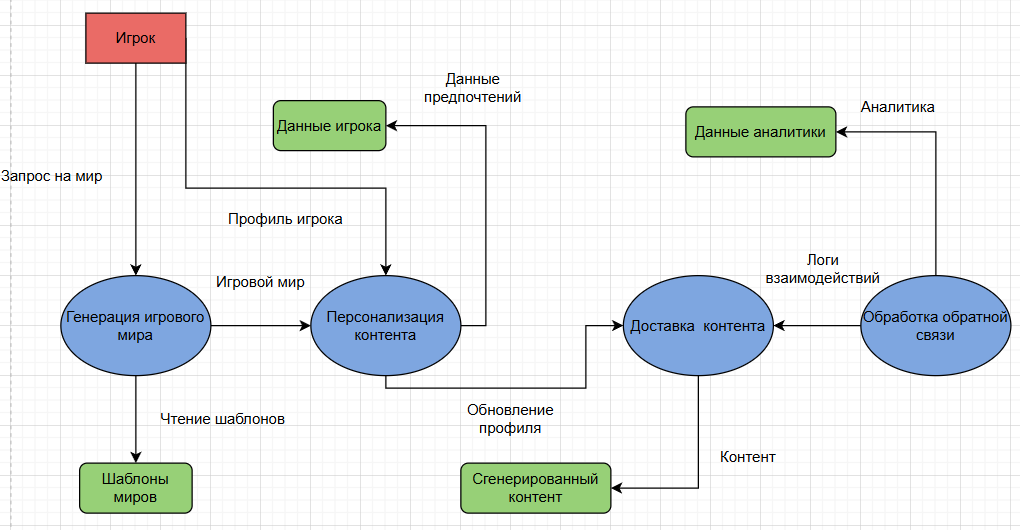 Игрок
Данные
предпочтений
Данные игрока
Аналитика
Данные аналитики
Запрос на мир
Профиль игрока
Игровой мир
Логи
взаимодействий
Генерация игрового
мира
Персонализация
контента
Доставка контента
Обработка обратной
связи
Чтение шаблонов
Обновление
профиля
Контент
Шаблоны
миров
Сгенерированный
контент